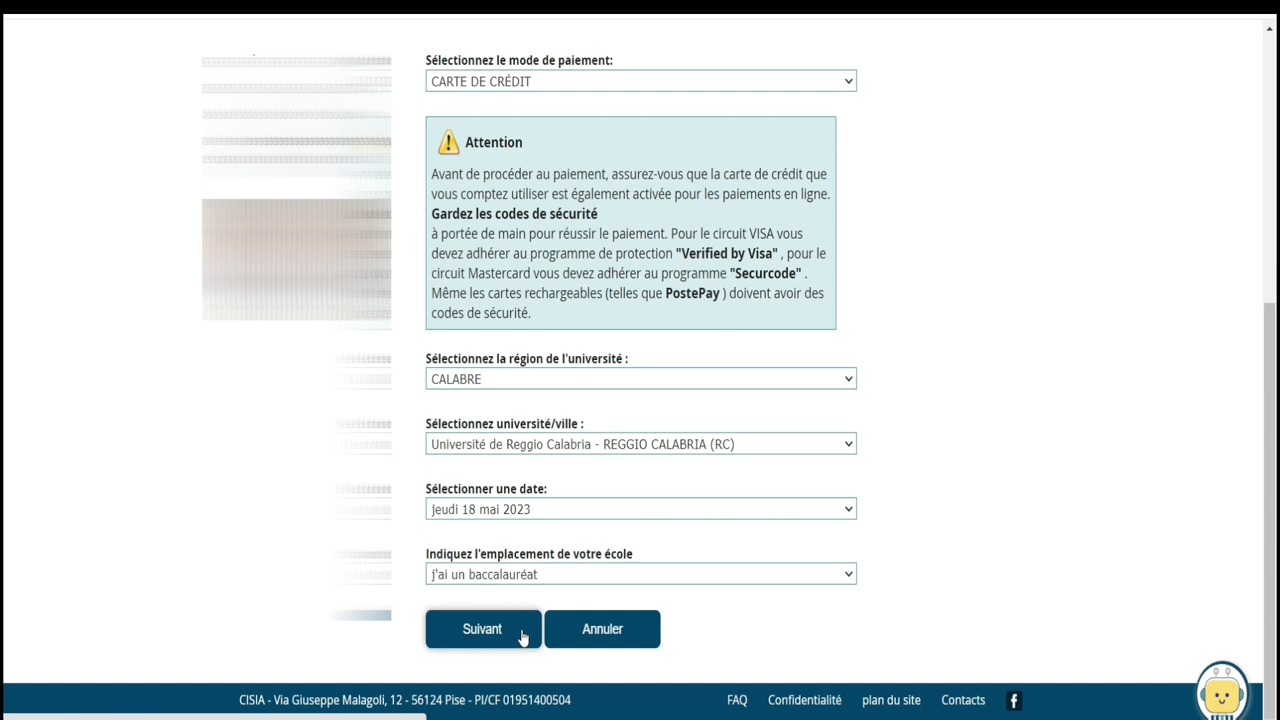 Sélectionnez le mode de paiement:
CARTE DE CRÉDIT
Attention
Avant de procéder au paiement, assurez-vous que la carte de crédit que
vous comptez utiliser est également activée pour les paiements en ligne.
Gardez les codes de sécurité
à portée de main pour réussir le paiement. Pour le circuit VISA vous
devez adhérer au programme de protection "Verified by Visa" , pour le
circuit Mastercard vous devez adhérer au programme "Securcode" .
Même les cartes rechargeables (telles que PostePay ) doivent avoir des
codes de sécurité.
Sélectionnez la région de l'université :
CALABRE
Sélectionnez université/ville :
Université de Reggio Calabria - REGGIO CALABRIA (RC)
Sélectionner une date:
jeudi 18 mai 2023
Indiquez l'emplacement de votre école
j'ai un baccalauréat
Suivant Annuler
CISIA - Via Giuseppe Malagoli, 12 - 56124 Pise - PI/CF 01951400504 FAQ Confidentialité plan du site Contacts f